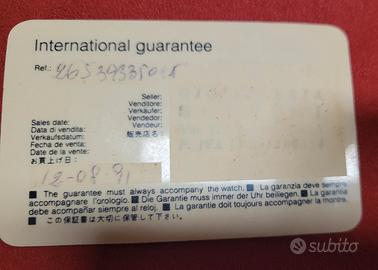 International guarantee
Ref.:
Seller:
Venditore:
Verkaufer:
Vendedor:
Vendeur:
販売店名:
Sales date:
Data di vendita:
Verkaufsdatum:
Fecha de venta:
Date de la vente:
お買上げ日:
12-08-91
■ The guarantee must always accompany the watch. ■ La garanzia deve sempre
accompagnare l'orologio. ■ Die Garantie muss immer der Uhr beiliegen. ■ La garantia
debe acompañar siempre al reloj. ■ La garantie doit toujours accompagner la montre.
■ この保証書は大切に保管して下さい。
subito